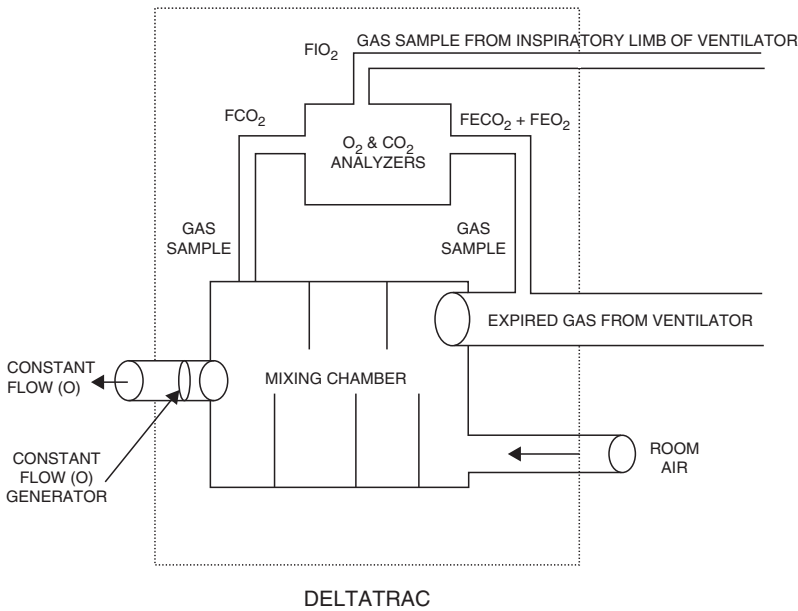 GAS SAMPLE FROM INSPIRATORY LIMB OF VENTILATOR
FIO₂
FCO₂
FECO₂ + FEO₂
O₂ & CO₂
ANALYZERS
GAS
SAMPLE
GAS
SAMPLE
EXPIRED GAS FROM VENTILATOR
CONSTANT
FLOW (O)
MIXING CHAMBER
CONSTANT
FLOW (O)
GENERATOR
ROOM
AIR
DELTATRAC